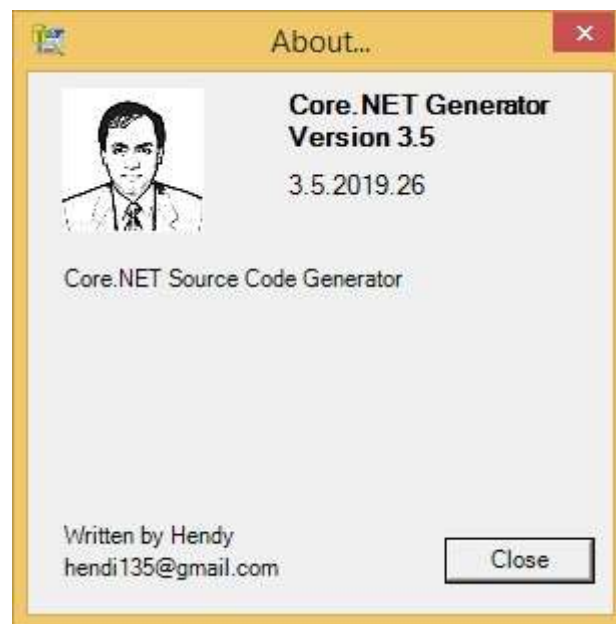 About...
Core.NET Generator
Version 3.5
3.5.2019.26
Core.NET Source Code Generator
Written by Hendy
hendi135@gmail.com
Close